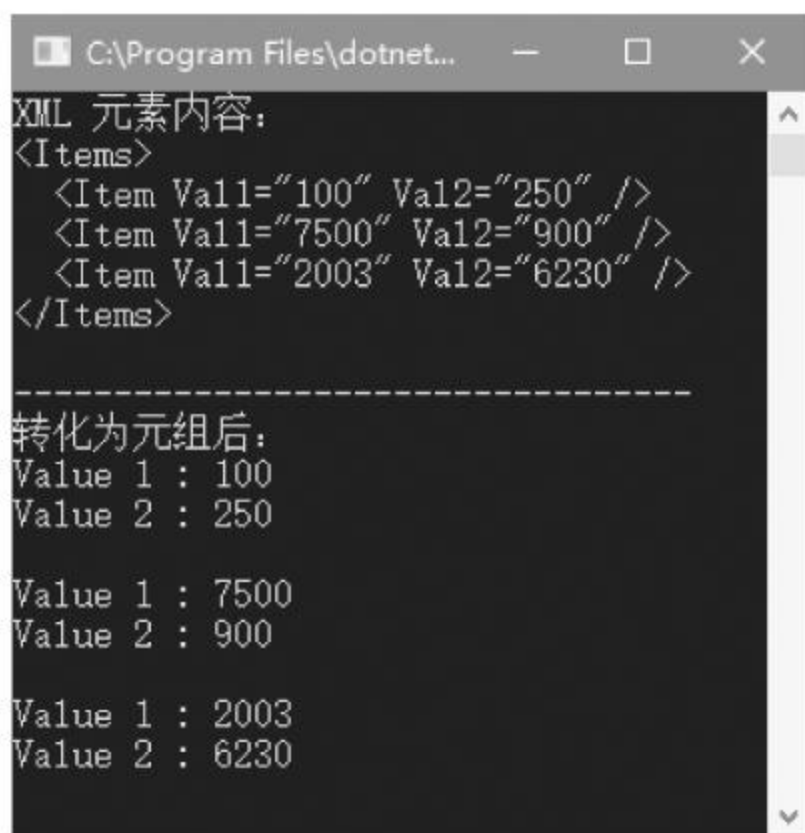 C:\Program Files\dotnet...
XML 元素内容：
<Items>
  <Item Val1="100" Val2="250" />
  <Item Val1="7500" Val2="900" />
  <Item Val1="2003" Val2="6230" />
</Items>
----------------------------------
转化为元组后：
Value 1 : 100
Value 2 : 250
Value 1 : 7500
Value 2 : 900
Value 1 : 2003
Value 2 : 6230